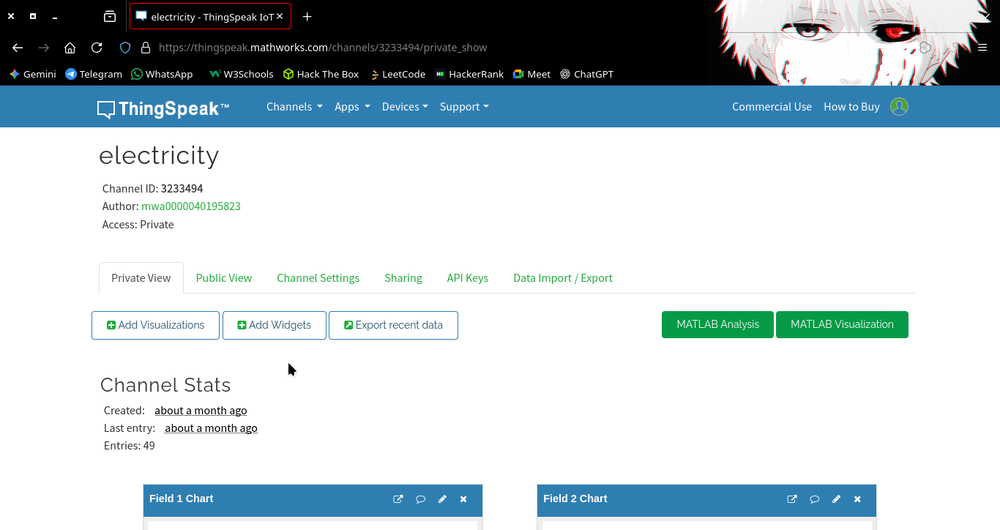 electricity - ThingSpeak IoT
https://thingspeak.mathworks.com/channels/3233494/private_show
Gemini Telegram WhatsApp W3Schools Hack The Box LeetCode HackerRank Meet ChatGPT
ThingSpeak™ Channels Apps Devices Support Commercial Use How to Buy
electricity
Channel ID: 3233494
Author: mwa0000040195823
Access: Private
Private View Public View Channel Settings Sharing API Keys Data Import / Export
Add Visualizations Add Widgets Export recent data MATLAB Analysis MATLAB Visualization
Channel Stats
Created: about a month ago
Last entry: about a month ago
Entries: 49
Field 1 Chart Field 2 Chart